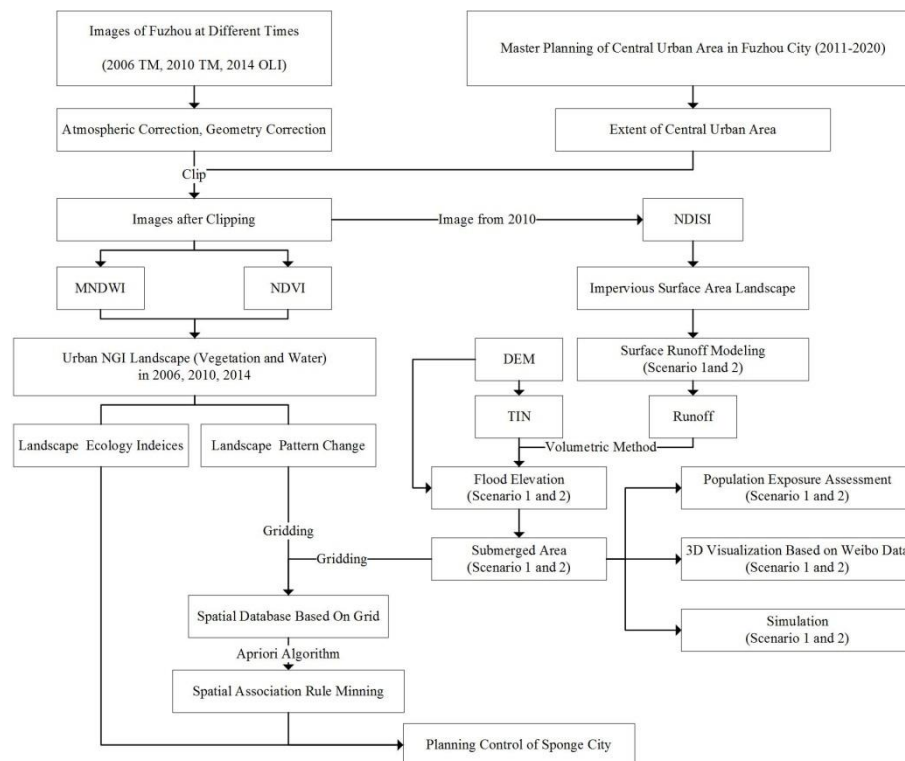 Images of Fuzhou at Different Times
(2006 TM, 2010 TM, 2014 OLI)
Master Planning of Central Urban Area in Fuzhou City (2011-2020)
Atmospheric Correction, Geometry Correction
Extent of Central Urban Area
Clip
Images after Clipping
Image from 2010
NDISI
MNDWI
NDVI
Impervious Surface Area Landscape
Urban NGI Landscape (Vegetation and Water)
in 2006, 2010, 2014
DEM
Surface Runoff Modeling
(Scenario 1and 2)
TIN
Runoff
Landscape Ecology Indeices
Landscape Pattern Change
Volumetric Method
Flood Elevation
(Scenario 1 and 2)
Population Exposure Assessment
(Scenario 1 and 2)
Gridding
Gridding
Submerged Area
(Scenario 1 and 2)
3D Visualization Based on Weibo Data
(Scenario 1 and 2)
Spatial Database Based On Grid
Simulation
(Scenario 1 and 2)
Apriori Algorithm
Spatial Association Rule Minning
Planning Control of Sponge City